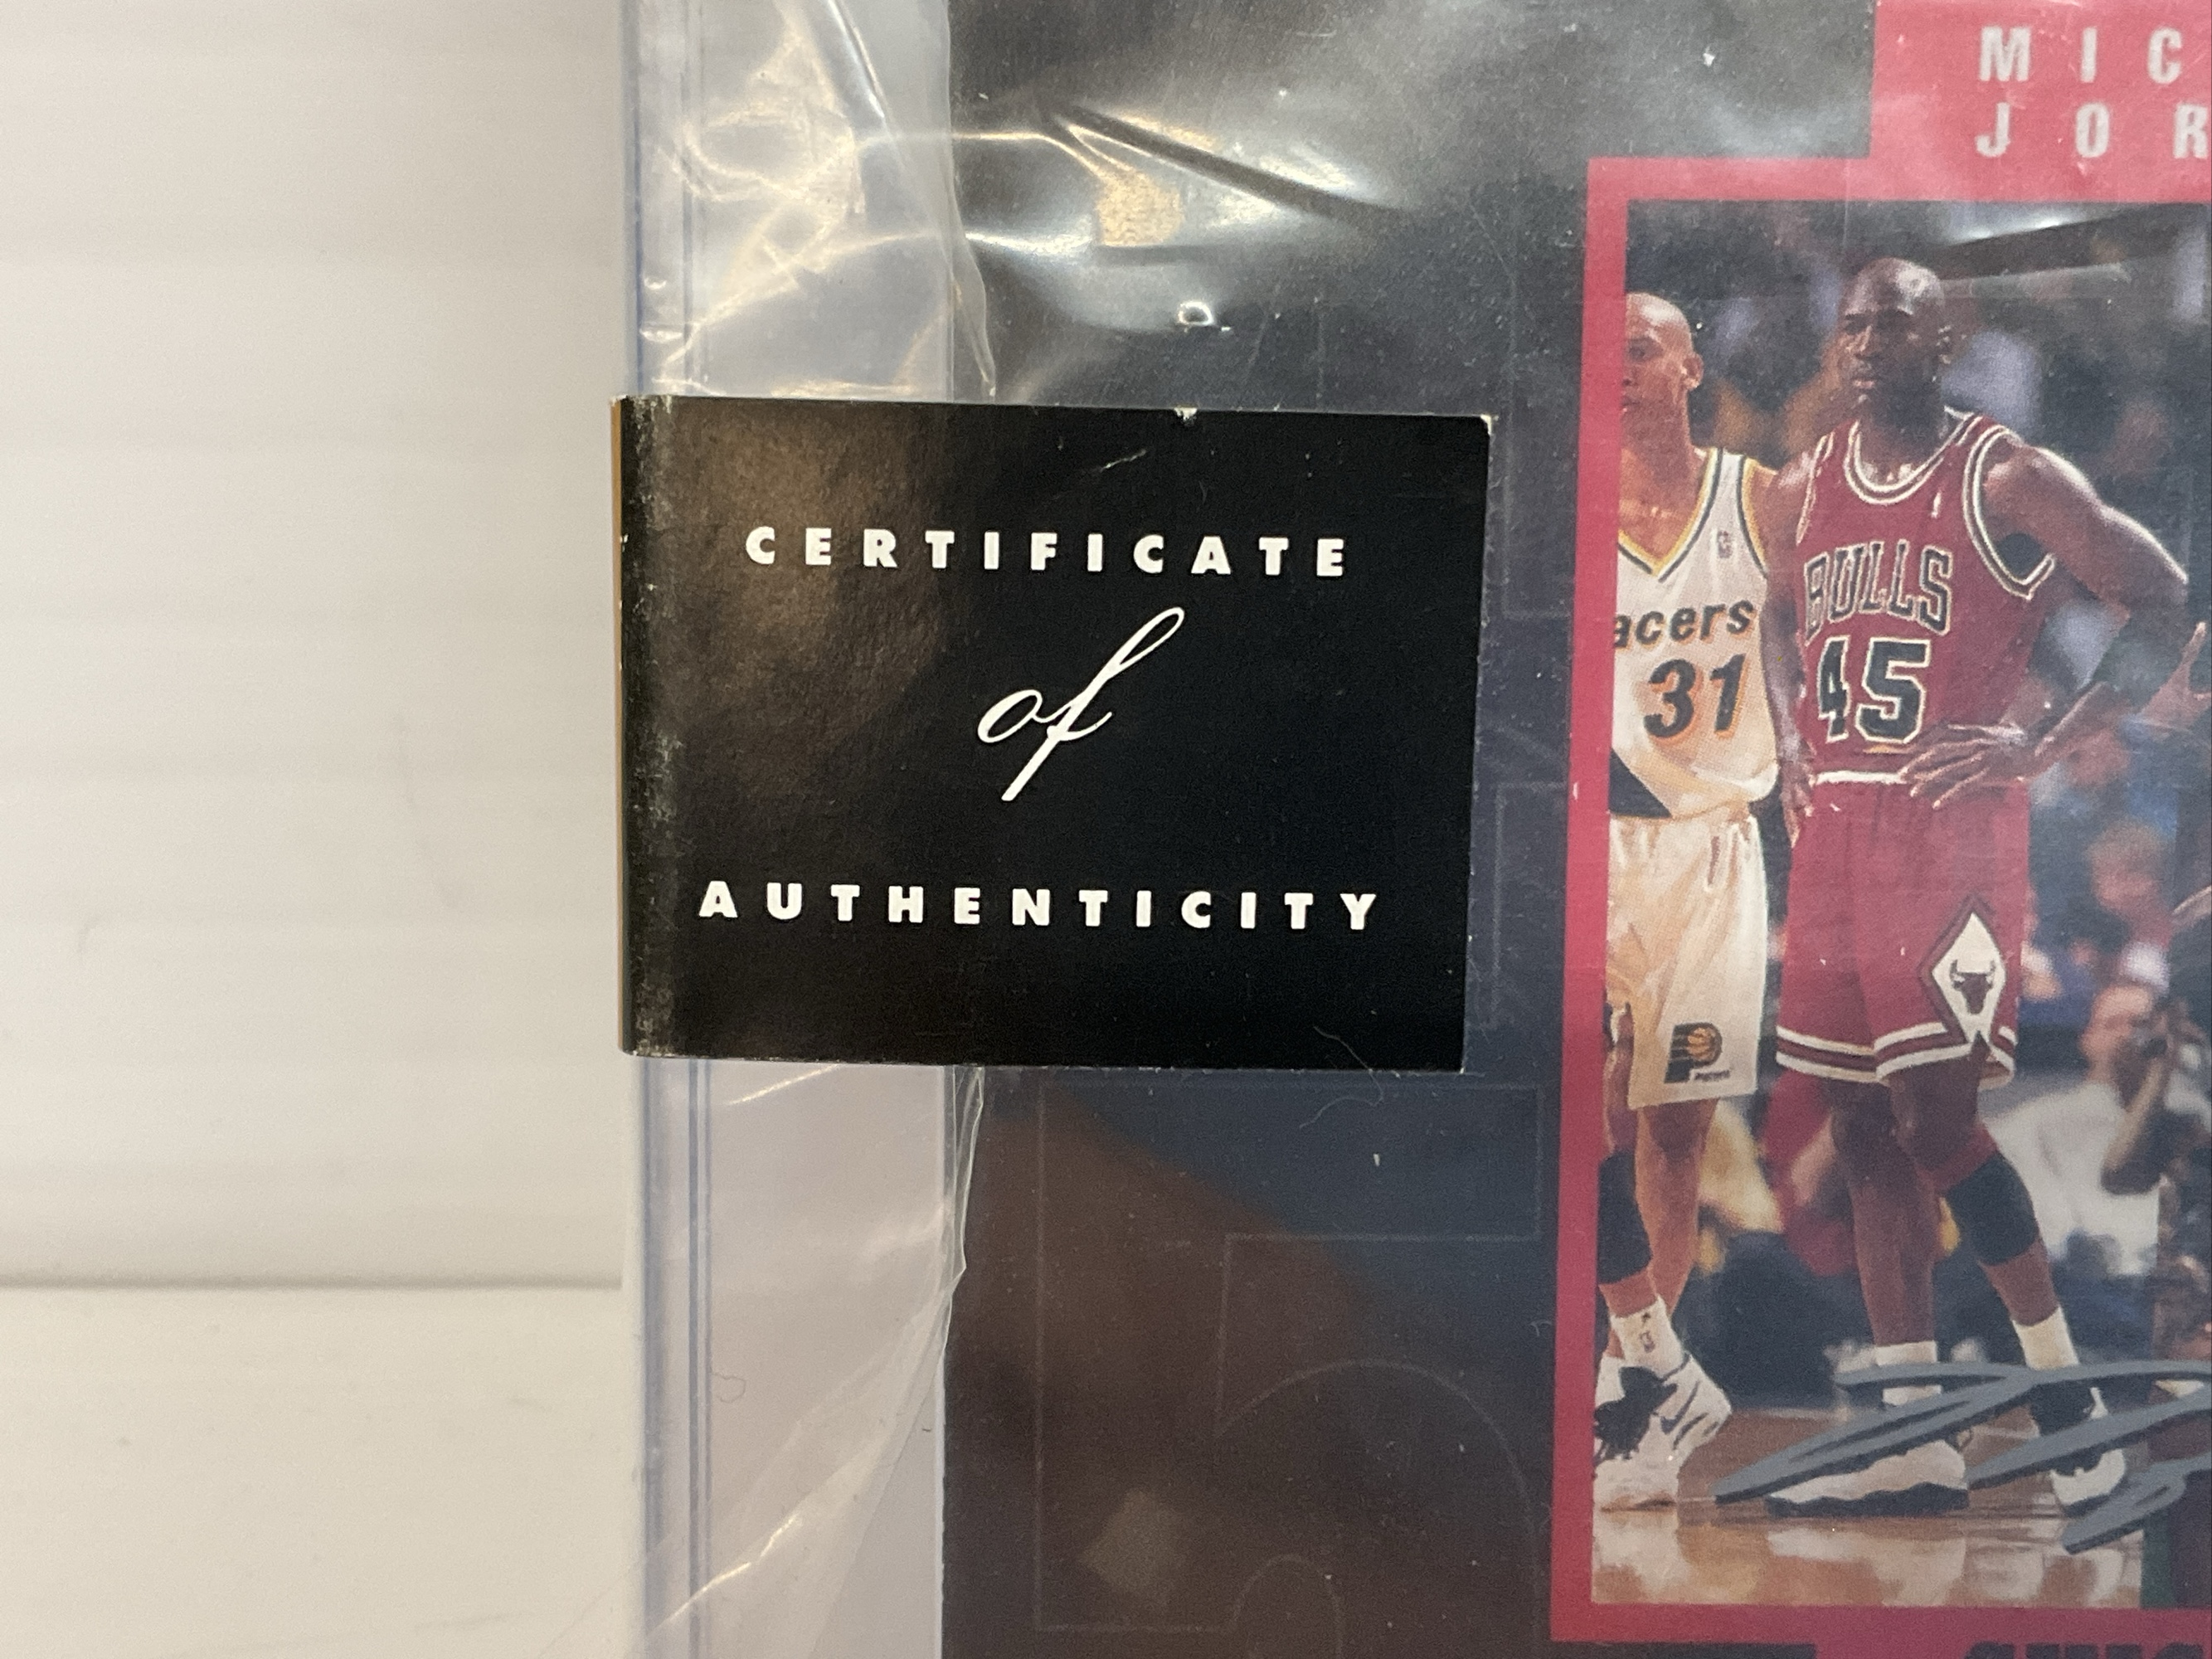 MIC
JOR
CERTIFICATE
of
AUTHENTICITY
acers
31
BULLS
45